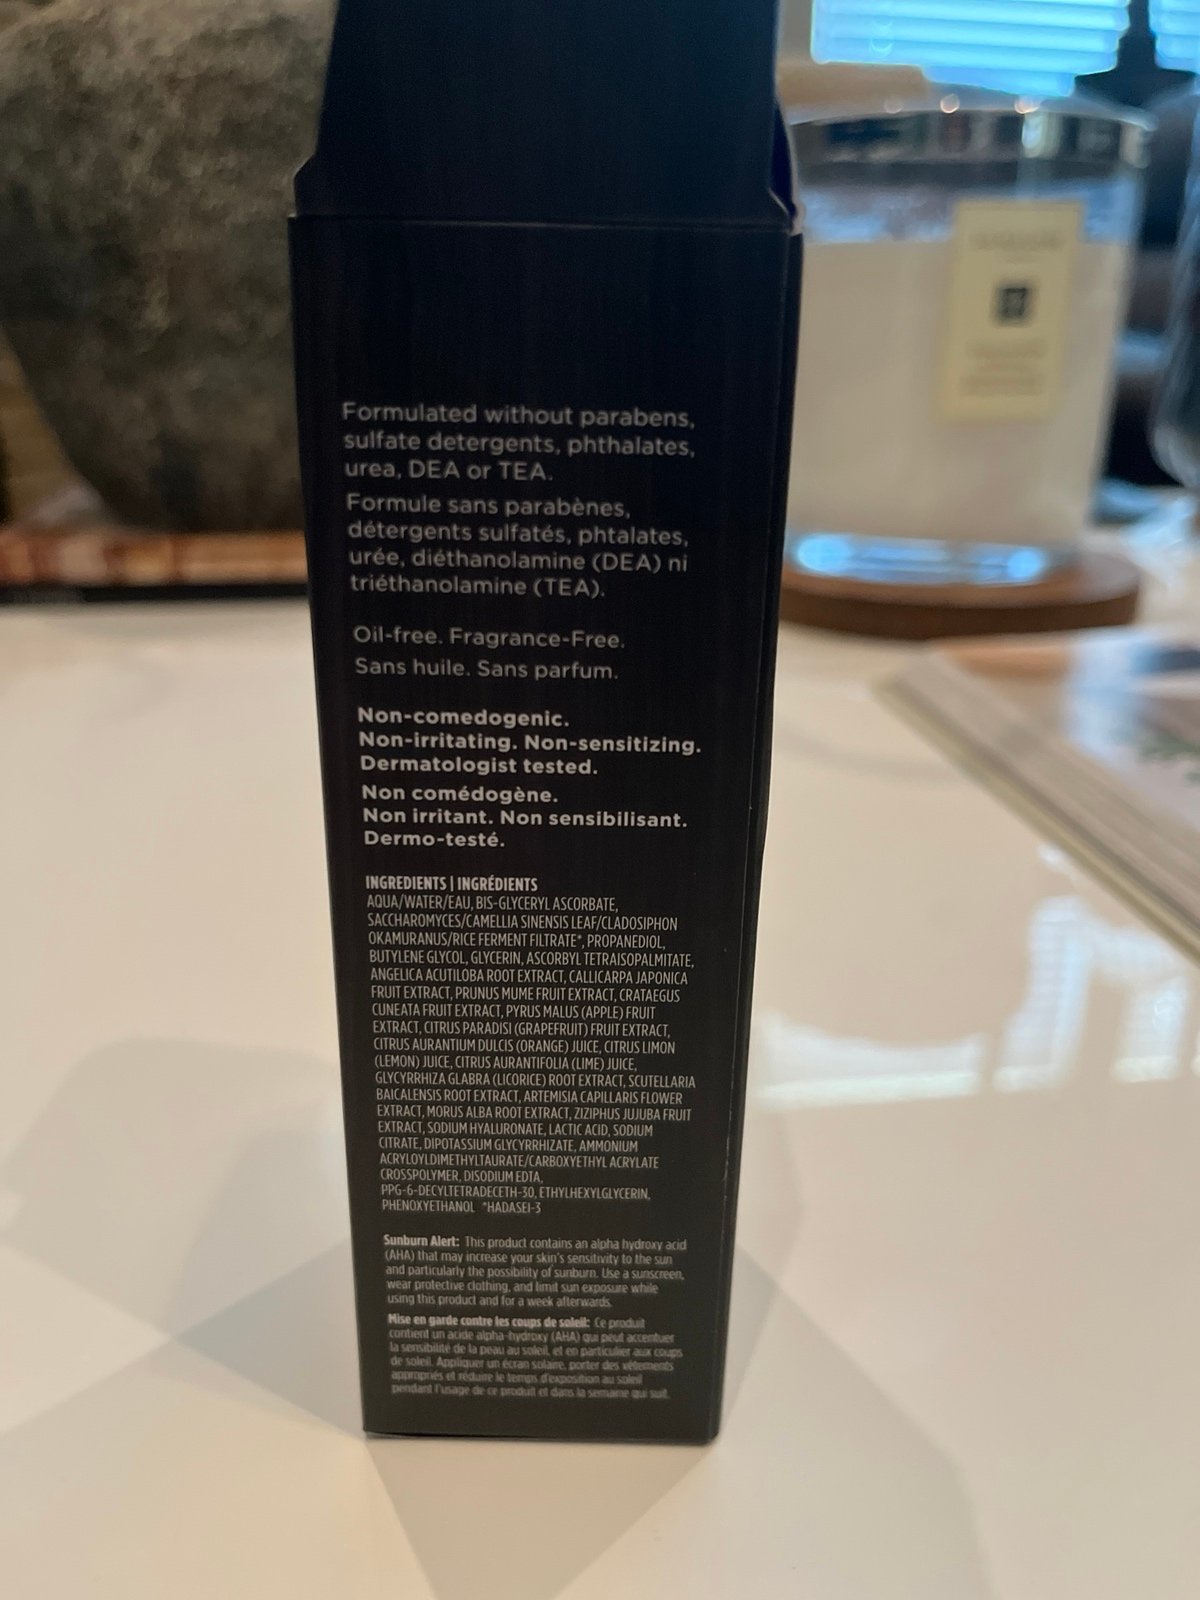 Formulated without parabens,
sulfate detergents, phthalates,
urea, DEA or TEA.
Formule sans parabènes,
détergents sulfatés, phtalates,
urée, diéthanolamine (DEA) ni
triéthanolamine (TEA).
Oil-free. Fragrance-Free.
Sans huile. Sans parfum.
Non-comedogenic.
Non-irritating. Non-sensitizing.
Dermatologist tested.
Non comédogène.
Non irritant. Non sensibilisant.
Dermo-testé.
INGREDIENTS | INGRÉDIENTS
AQUA/WATER/EAU, BIS-GLYCERYL ASCORBATE,
SACCHAROMYCES/CAMELLIA SINENSIS LEAF/CLADOSIPHON
OKAMURANUS/RICE FERMENT FILTRATE*, PROPANEDIOL,
BUTYLENE GLYCOL, GLYCERIN, ASCORBYL TETRAISOPALMITATE,
ANGELICA ACUTILOBA ROOT EXTRACT, CALLICARPA JAPONICA
FRUIT EXTRACT, PRUNUS MUME FRUIT EXTRACT, CRATAEGUS
CUNEATA FRUIT EXTRACT, PYRUS MALUS (APPLE) FRUIT
EXTRACT, CITRUS PARADISI (GRAPEFRUIT) FRUIT EXTRACT,
CITRUS AURANTIUM DULCIS (ORANGE) JUICE, CITRUS LIMON
(LEMON) JUICE, CITRUS AURANTIFOLIA (LIME) JUICE,
GLYCYRRHIZA GLABRA (LICORICE) ROOT EXTRACT, SCUTELLARIA
BAICALENSIS ROOT EXTRACT, ARTEMISIA CAPILLARIS FLOWER
EXTRACT, MORUS ALBA ROOT EXTRACT, ZIZIPHUS JUJUBA FRUIT
EXTRACT, SODIUM HYALURONATE, LACTIC ACID, SODIUM
CITRATE, DIPOTASSIUM GLYCYRRHIZATE, AMMONIUM
ACRYLOYLDIMETHYLTAURATE/CARBOXYETHYL ACRYLATE
CROSSPOLYMER, DISODIUM EDTA,
PPG-6-DECYLTETRADECETH-30, ETHYLHEXYLGLYCERIN,
PHENOXYETHANOL *HADASEI-3
Sunburn Alert: This product contains an alpha hydroxy acid
(AHA) that may increase your skin's sensitivity to the sun
and particularly the possibility of sunburn. Use a sunscreen,
wear protective clothing, and limit sun exposure while
using this product and for a week afterwards.
Mise en garde contre les coups de soleil: Ce produit
contient un acide alpha-hydroxy (AHA) qui peut accentuer
la sensibilité de la peau au soleil, et en particulier aux coups
de soleil. Appliquer un écran solaire, porter des vêtements
appropriés et réduire le temps d'exposition au soleil
pendant l'usage de ce produit et dans la semaine qui suit.